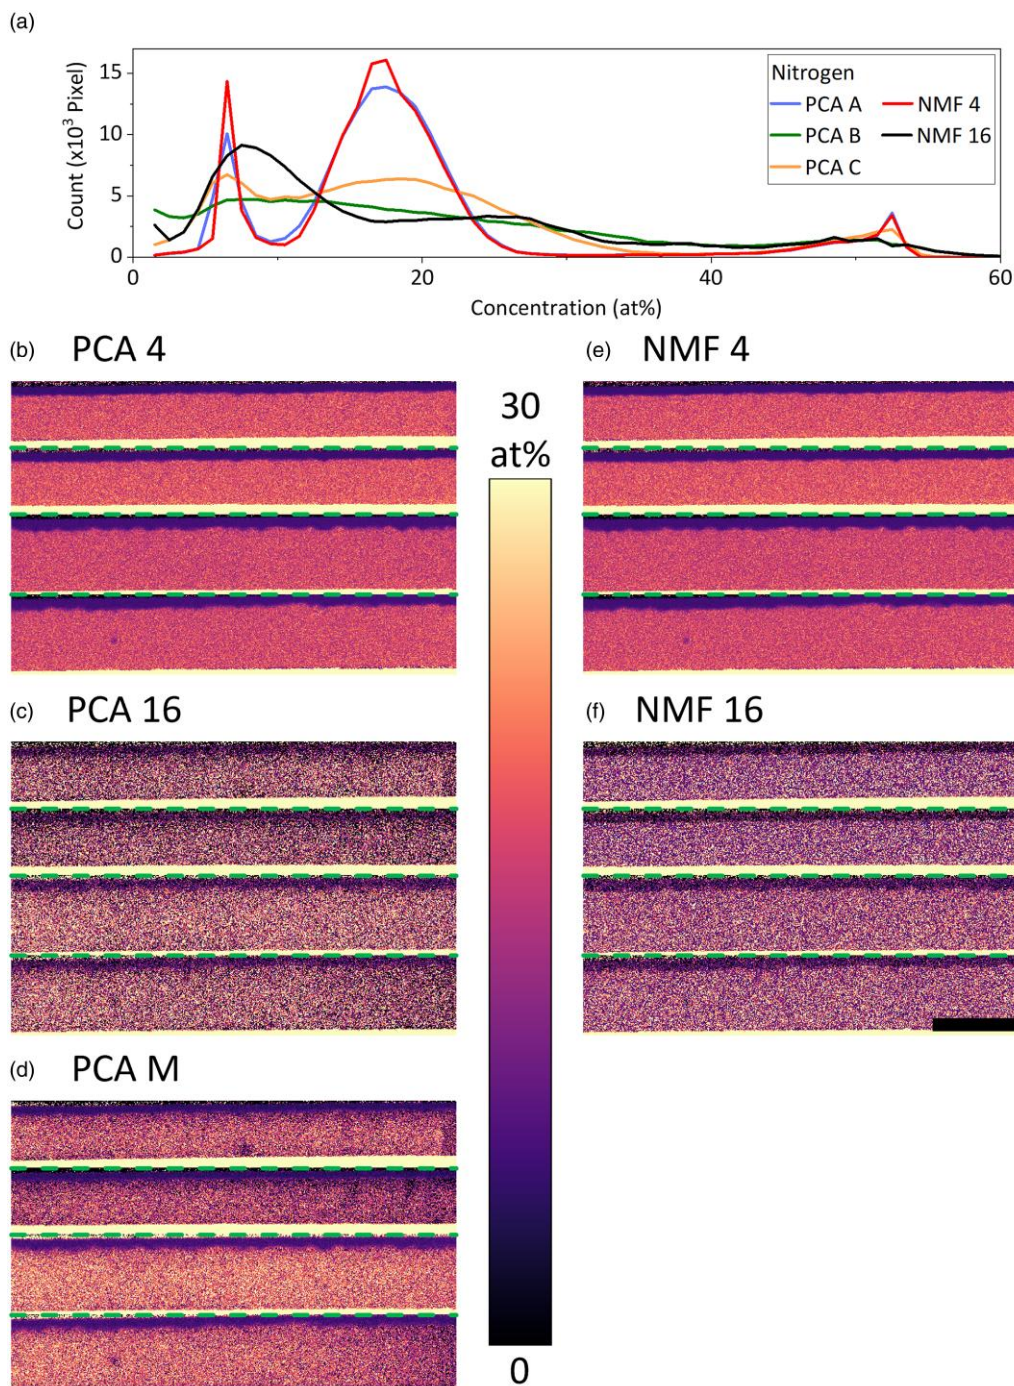 (a)
Count (x10³ Pixel)
15
10
5
0
0
20
40
60
Concentration (at%)
Nitrogen
PCA A
NMF 4
PCA B
NMF 16
PCA C
(b) PCA 4
(e) NMF 4
30
at%
(c) PCA 16
(f) NMF 16
(d) PCA M
0